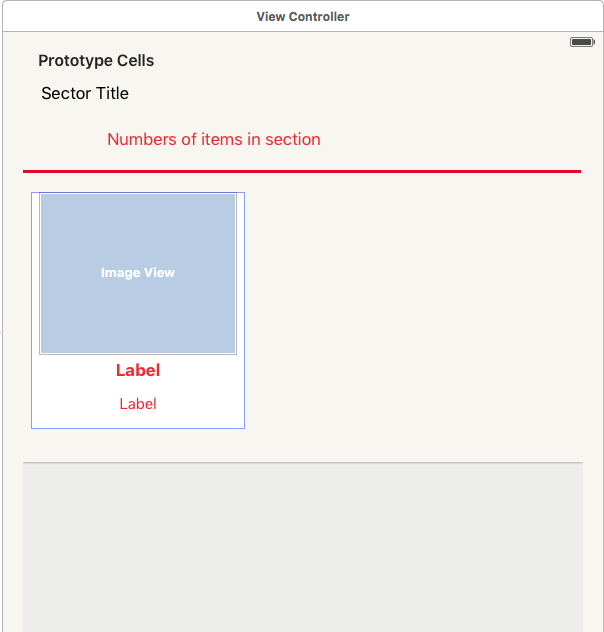 View Controller
Prototype Cells
Sector Title
Numbers of items in section
Image View
Label
Label